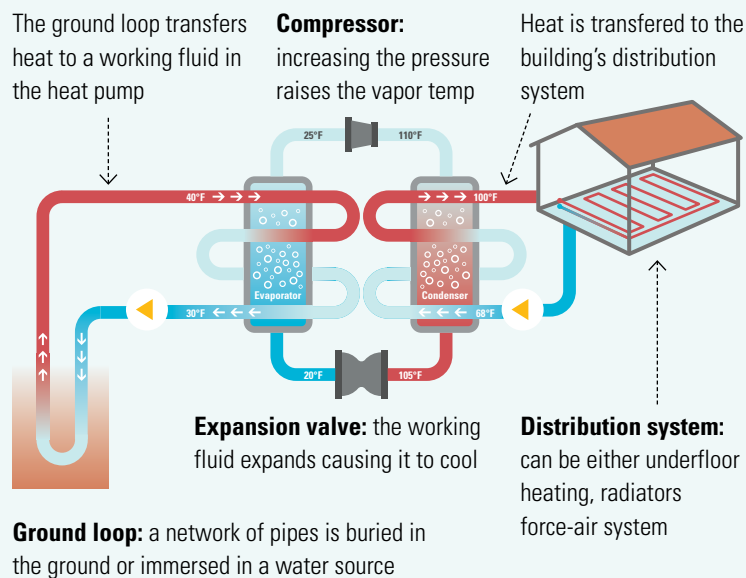 The ground loop transfers
heat to a working fluid in
the heat pump
Compressor:
increasing the pressure
raises the vapor temp
Heat is transfered to the
building's distribution
system
25°F
110°F
40°F
100°F
Evaporator
Condenser
30°F
68°F
20°F
105°F
Expansion valve: the working
fluid expands causing it to cool
Distribution system:
can be either underfloor
heating, radiators
force-air system
Ground loop: a network of pipes is buried in
the ground or immersed in a water source